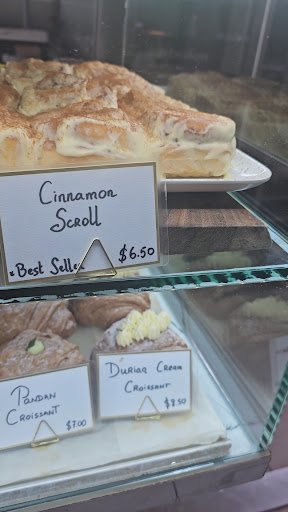 Cinnamon
Scroll
*Best Selle
$6.50
Durian Cream
Croissant
$8.50
Pandan
Croissant
$7.00